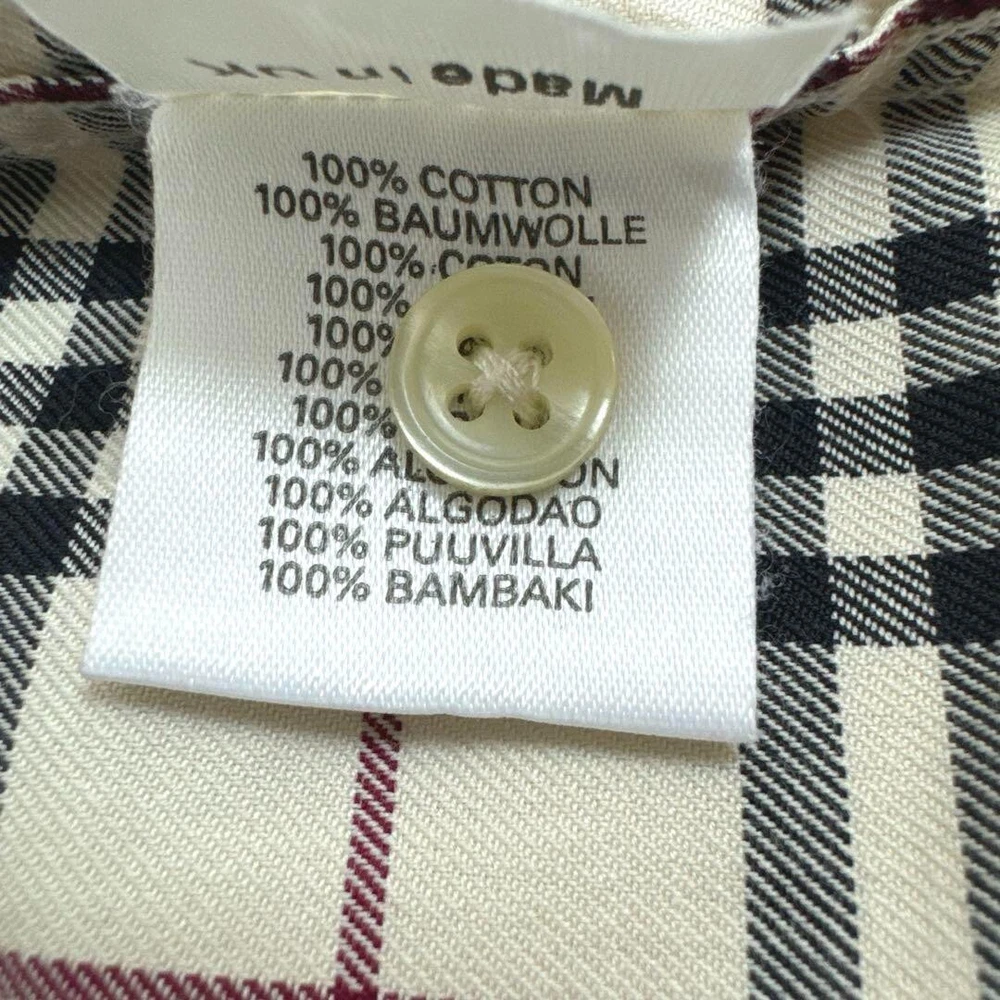 Made in UK
100% COTTON
100% BAUMWOLLE
100% COTON
100%
100%
100%
100%
100%
100% ALGODAO
100% PUUVILLA
100% BAMBAKI